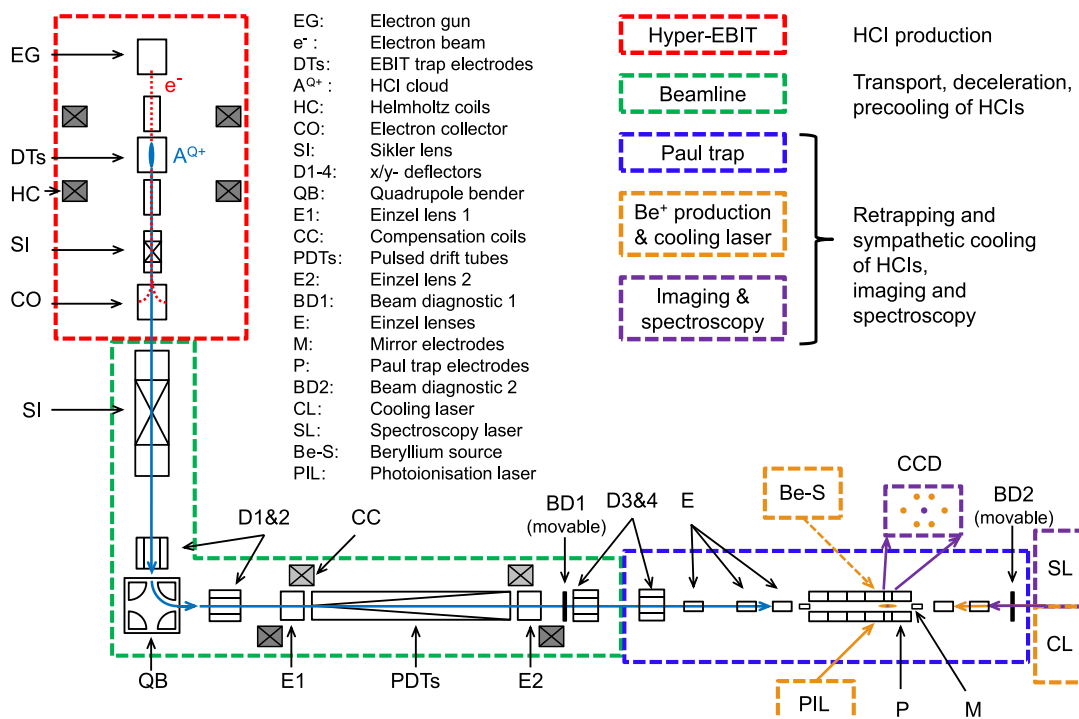 EG
e⁻
DTs
A^Q+
HC
SI
CO
SI
EG: Electron gun
e⁻ : Electron beam
DTs: EBIT trap electrodes
A^Q+ : HCI cloud
HC: Helmholtz coils
CO: Electron collector
SI: Sikler lens
D1-4: x/y- deflectors
QB: Quadrupole bender
E1: Einzel lens 1
CC: Compensation coils
PDTs: Pulsed drift tubes
E2: Einzel lens 2
BD1: Beam diagnostic 1
E: Einzel lenses
M: Mirror electrodes
P: Paul trap electrodes
BD2: Beam diagnostic 2
CL: Cooling laser
SL: Spectroscopy laser
Be-S: Beryllium source
PIL: Photoionisation laser
Hyper-EBIT
HCI production
Beamline
Transport, deceleration,
precooling of HCIs
Paul trap
Be⁺ production
& cooling laser
Imaging &
spectroscopy
Retrapping and
sympathetic cooling
of HCIs,
imaging and
spectroscopy
D1&2
CC
BD1
(movable)
D3&4
E
Be-S
CCD
BD2
(movable)
SL
CL
QB
E1
PDTs
E2
PIL
P
M